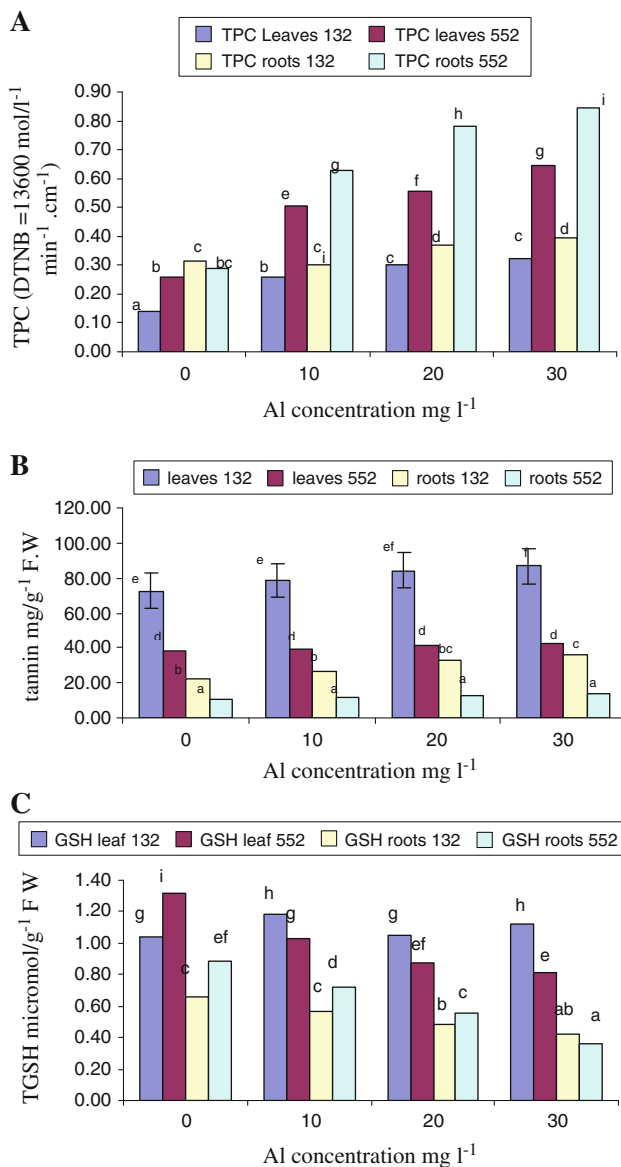 A
TPC Leaves 132 TPC leaves 552
TPC roots 132 TPC roots 552
TPC (DTNB =13600 mol/l⁻¹
min⁻¹ .cm⁻¹)
0.90
0.80
0.70
0.60
0.50
0.40
0.30
0.20
0.10
0.00
a b c bc
b e c i g
c f d h
c g d i
0 10 20 30
Al concentration mg l⁻¹
B
leaves 132 leaves 552 roots 132 roots 552
tannin mg/g⁻¹ F.W
120.00
100.00
80.00
60.00
40.00
20.00
0.00
e d b a
e d b a
ef d bc a
f d c a
0 10 20 30
Al concentration mg l⁻¹
C
GSH leaf 132 GSH leaf 552 GSH roots 132 GSH roots 552
TGSH micromol/g⁻¹ F W
1.40
1.20
1.00
0.80
0.60
0.40
0.20
0.00
g i c ef
h g c d
g ef b c
h e ab a
0 10 20 30
Al concentration mg l⁻¹